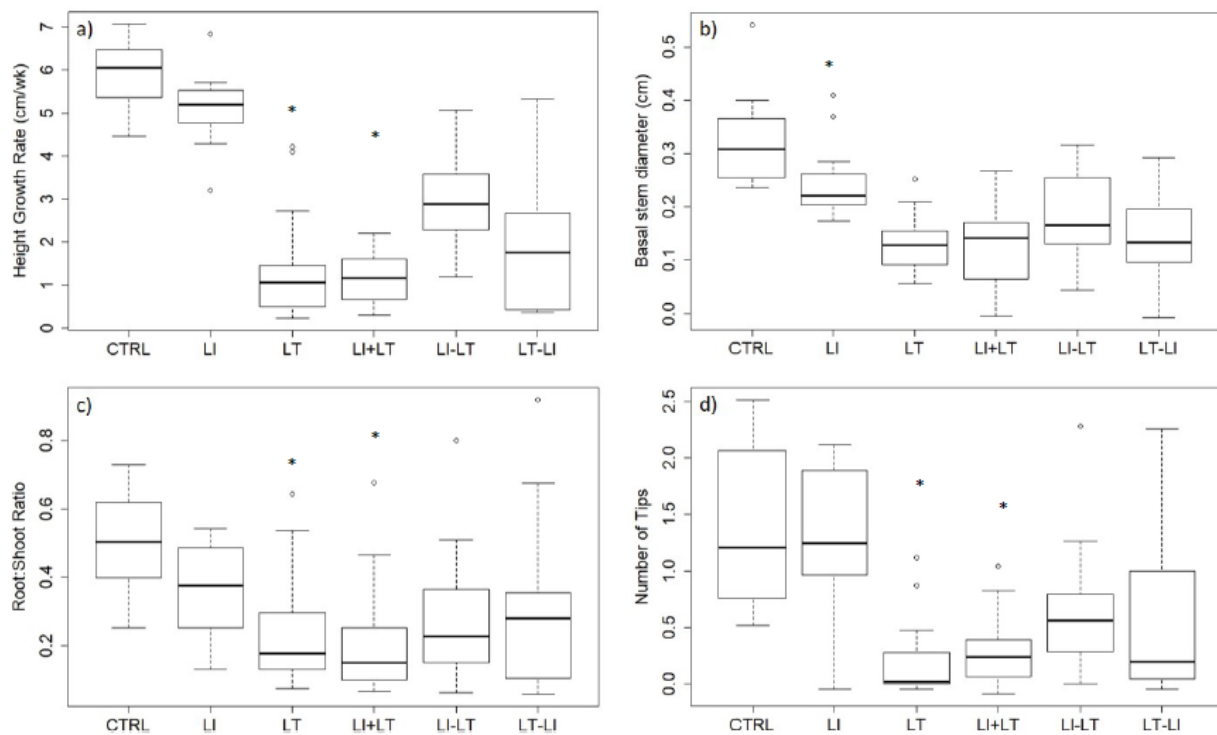 a)
Height Growth Rate (cm/wk)
7
6
5
4
3
2
1
0
* *
CTRL LI LT LI+LT LI-LT LT-LI
b)
Basal stem diameter (cm)
0.5
0.4
0.3
0.2
0.1
0.0
*
CTRL LI LT LI+LT LI-LT LT-LI
c)
Root:Shoot Ratio
0.8
0.6
0.4
0.2
* *
CTRL LI LT LI+LT LI-LT LT-LI
d)
Number of Tips
2.5
2.0
1.5
1.0
0.5
0.0
* *
CTRL LI LT LI+LT LI-LT LT-LI